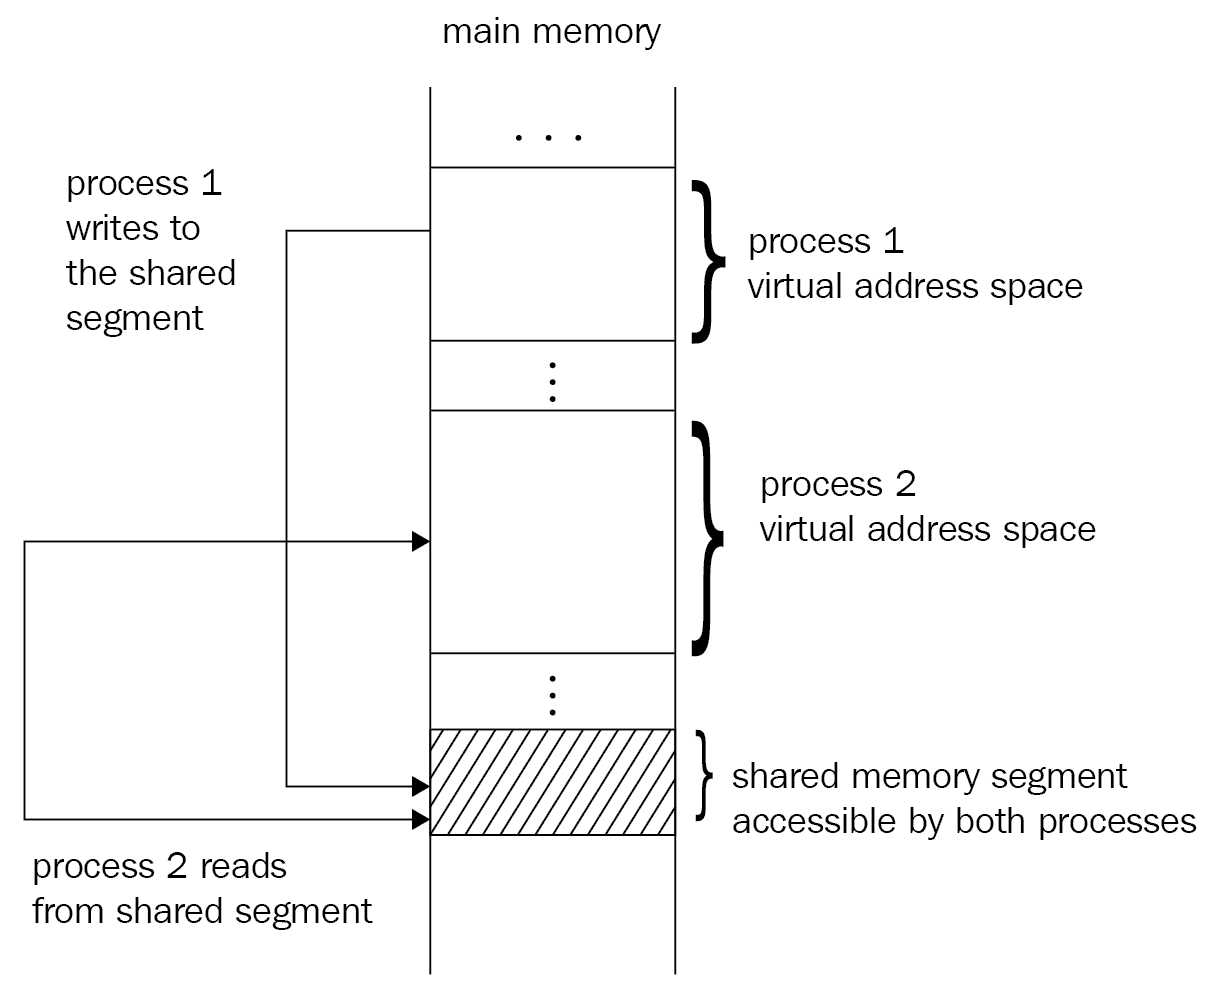 main memory
. . .
process 1
writes to
the shared
segment
process 1
virtual address space
process 2
virtual address space
shared memory segment
accessible by both processes
process 2 reads
from shared segment